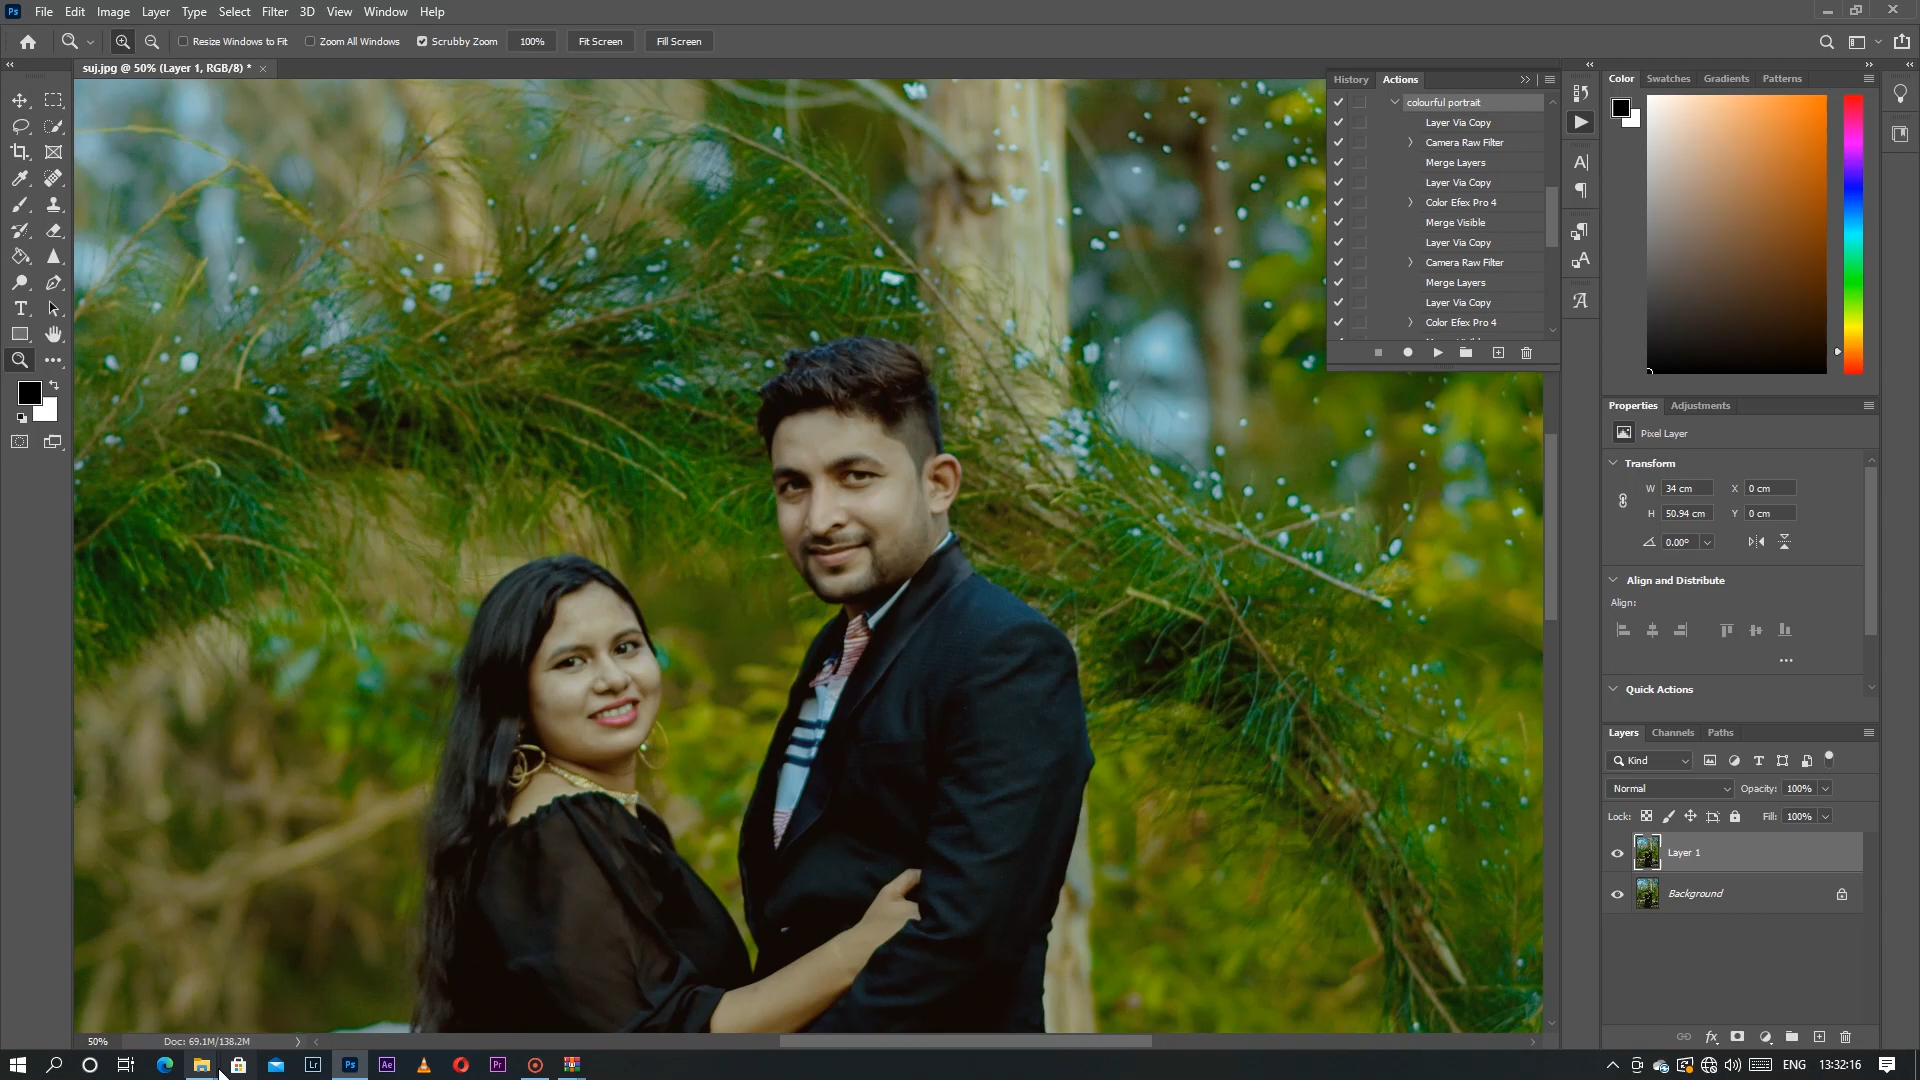 Ps File Edit Image Layer Type Select Filter 3D View Window Help
Resize Windows to Fit Zoom All Windows Scrubby Zoom 100% Fit Screen Fill Screen
suj.jpg @ 50% (Layer 1, RGB/8) *
History Actions
colourful portrait
Layer Via Copy
Camera Raw Filter
Merge Layers
Layer Via Copy
Color Efex Pro 4
Merge Visible
Layer Via Copy
Camera Raw Filter
Merge Layers
Layer Via Copy
Color Efex Pro 4
Color Swatches Gradients Patterns
Properties Adjustments
Pixel Layer
Transform
W 34 cm X 0 cm
H 50.94 cm Y 0 cm
0.00°
Align and Distribute
Align:
Quick Actions
Layers Channels Paths
Kind
Normal Opacity: 100%
Lock: Fill: 100%
Layer 1
Background
50% Doc: 69.1M/138.2M
Lr Ps Ae Pr
ENG 13:32:16